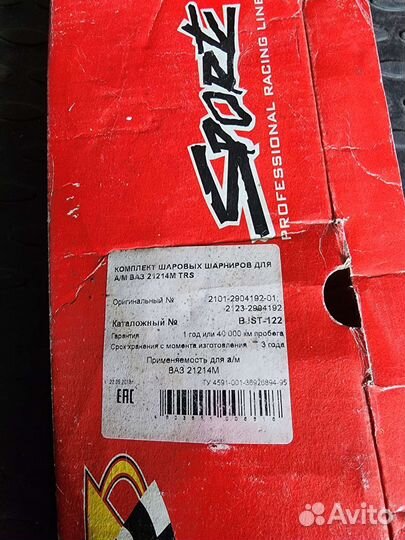 SPORT
PROFESSIONAL RACING LINE
КОМПЛЕКТ ШАРОВЫХ ШАРНИРОВ ДЛЯ
А/М ВАЗ 21214М TRS
Оригинальный № 2101-2904192-01,
2123-2904192
Каталожный № BJST-122
Гарантия 1 год или 40 000 км пробега
Срок хранения с момента изготовления 3 года
Применяемость для а/м
ВАЗ 21214М
ТУ 4591-001-38920894-95
EAC
Avito